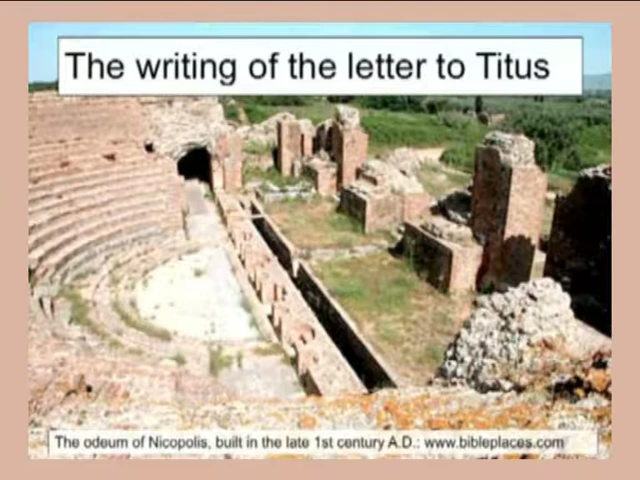 The writing of the letter to Titus
The odeum of Nicopolis, built in the late 1st century A.D.: www.bibleplaces.com